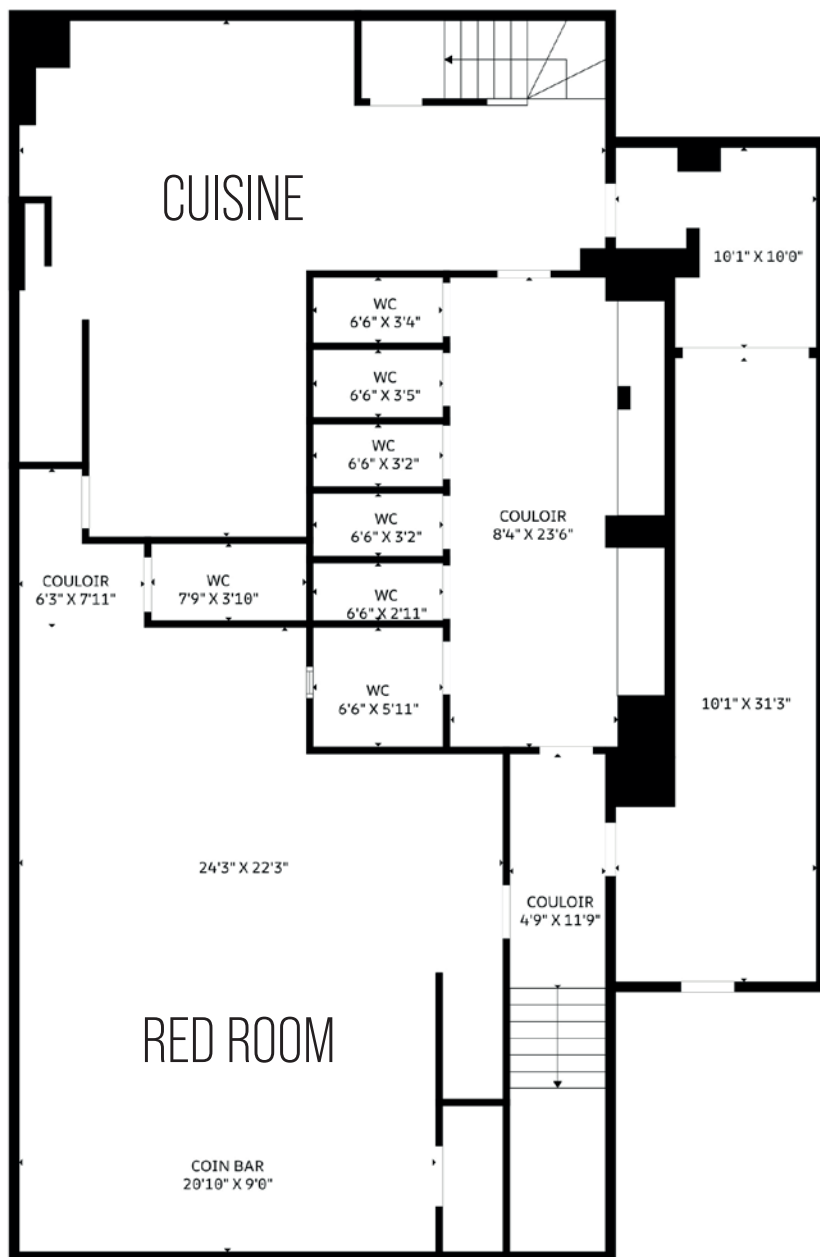 CUISINE
10'1" X 10'0"
WC
6'6" X 3'4"
WC
6'6" X 3'5"
WC
6'6" X 3'2"
WC
6'6" X 3'2"
COULOIR
8'4" X 23'6"
COULOIR
6'3" X 7'11"
WC
7'9" X 3'10"
WC
6'6" X 2'11"
WC
6'6" X 5'11"
10'1" X 31'3"
24'3" X 22'3"
COULOIR
4'9" X 11'9"
RED ROOM
COIN BAR
20'10" X 9'0"